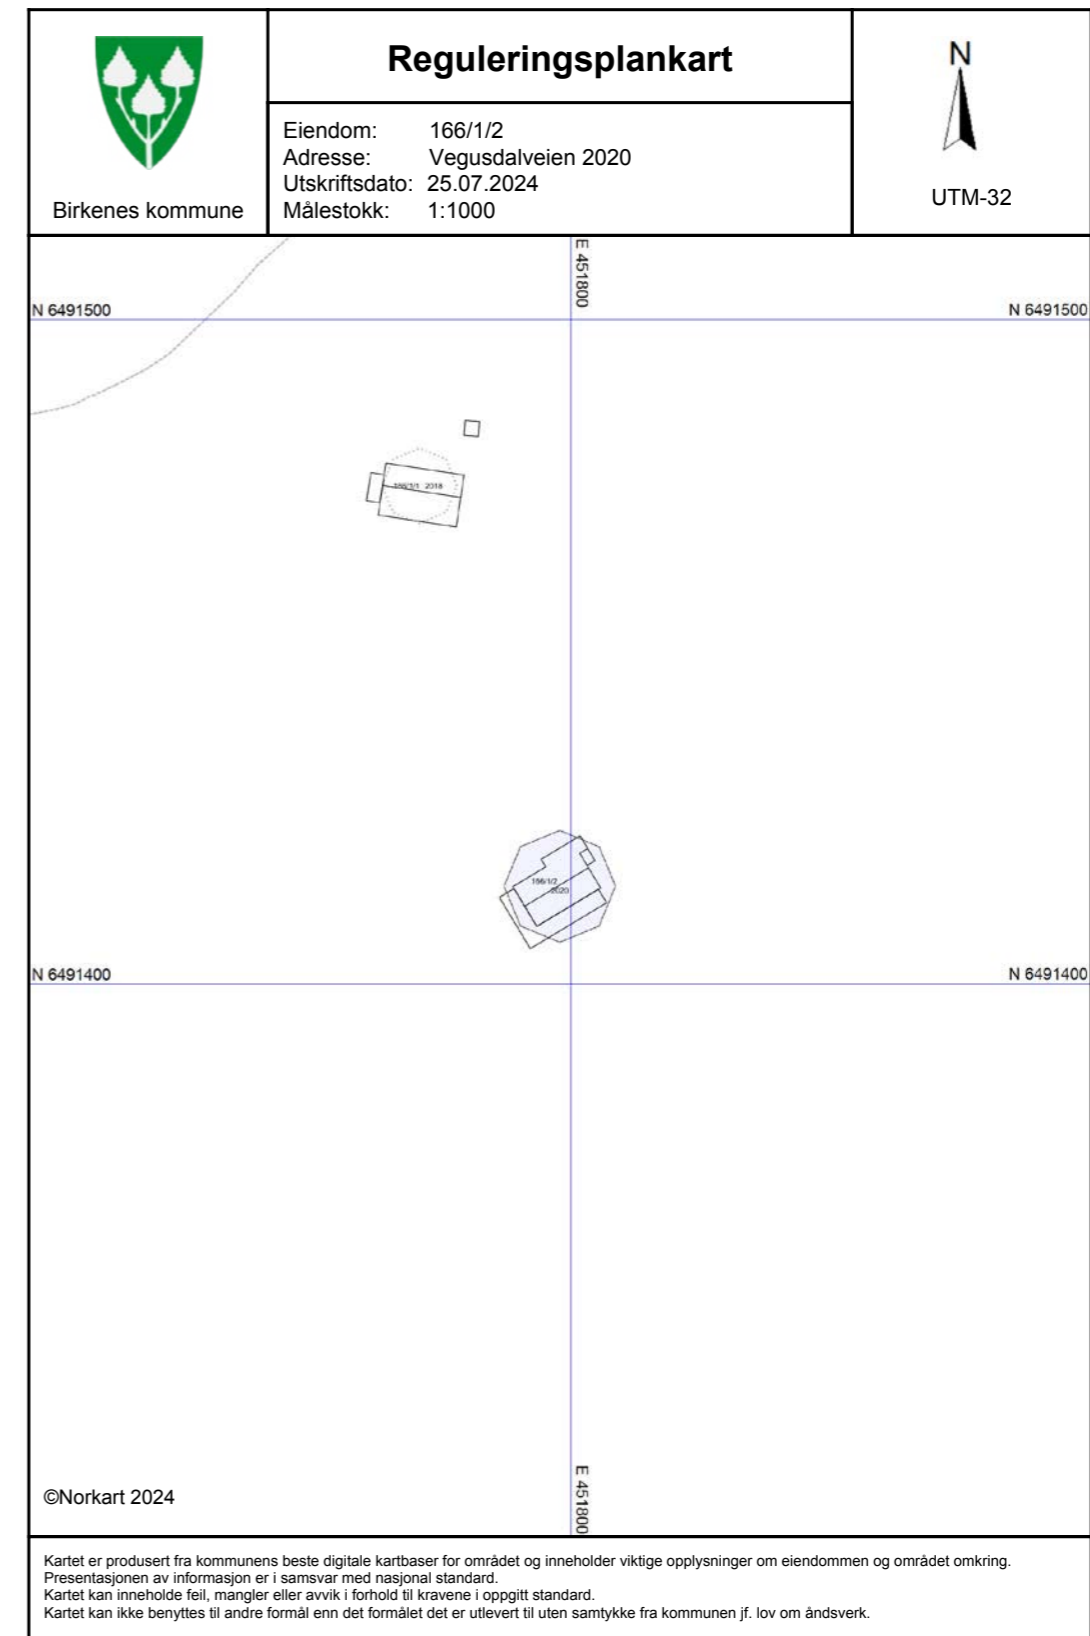 Reguleringsplankart
N
Eiendom: 166/1/2
Adresse: Vegusdalveien 2020
Utskriftsdato: 25.07.2024
Målestokk: 1:1000
Birkenes kommune
UTM-32
E 451800
N 6491500
N 6491500
166/1/1 2018
166/1/2
2020
N 6491400
N 6491400
E 451800
©Norkart 2024
Kartet er produsert fra kommunens beste digitale kartbaser for området og inneholder viktige opplysninger om eiendommen og området omkring.
Presentasjonen av informasjon er i samsvar med nasjonal standard.
Kartet kan inneholde feil, mangler eller avvik i forhold til kravene i oppgitt standard.
Kartet kan ikke benyttes til andre formål enn det formålet det er utlevert til uten samtykke fra kommunen jf. lov om åndsverk.